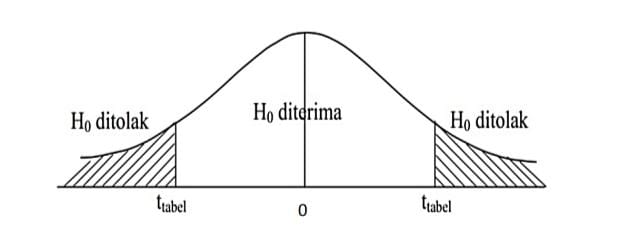 H₀ ditolak
H₀ diterima
H₀ ditolak
tₜabel
0
tₜabel